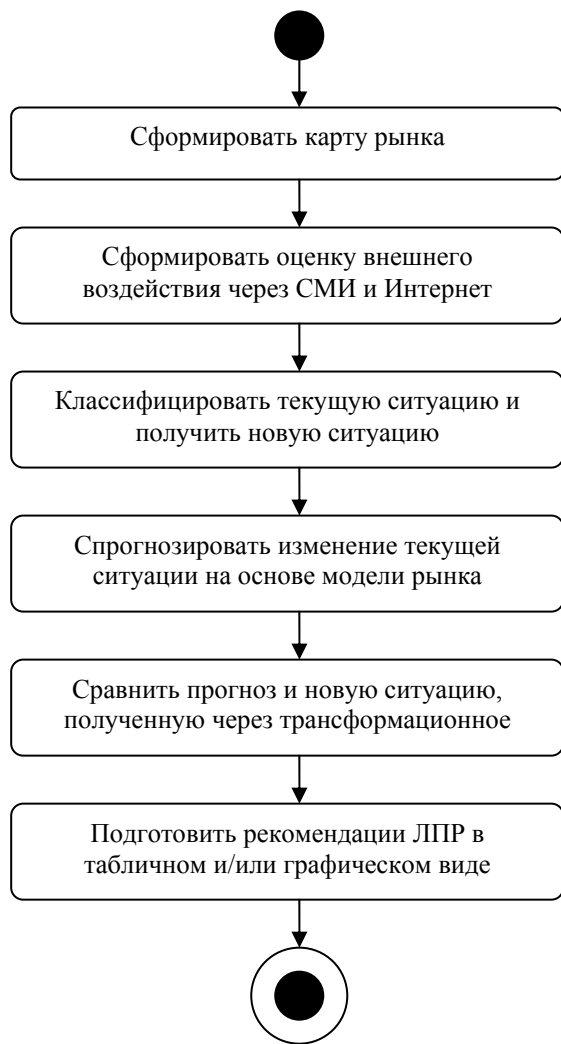 Сформировать карту рынка
Сформировать оценку внешнего
воздействия через СМИ и Интернет
Классифицировать текущую ситуацию и
получить новую ситуацию
Спрогнозировать изменение текущей
ситуации на основе модели рынка
Сравнить прогноз и новую ситуацию,
полученную через трансформационное
Подготовить рекомендации ЛПР в
табличном и/или графическом виде